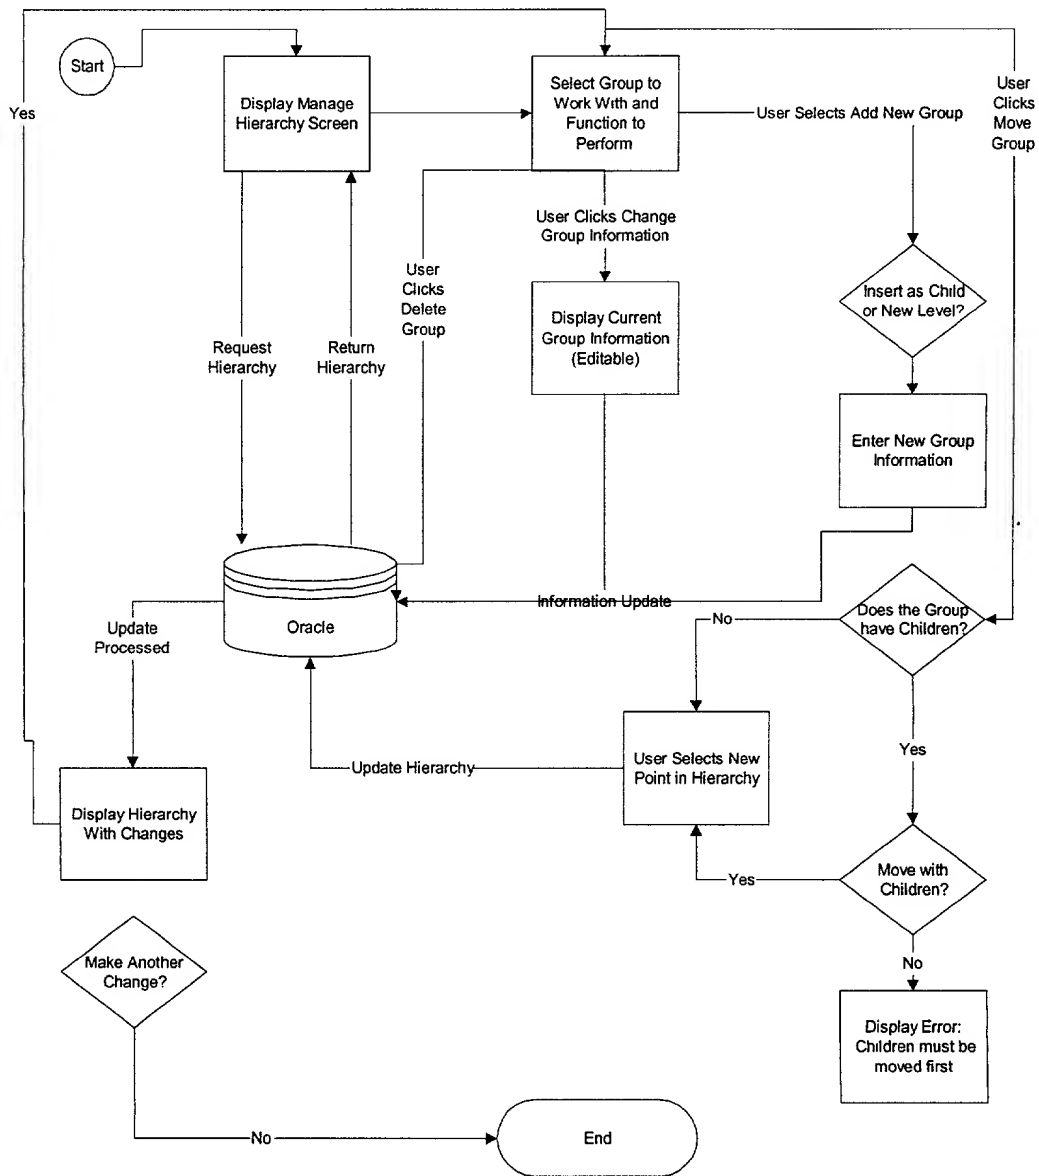 Start
Yes
Display Manage
Hierarchy Screen
Select Group to
Work With and
Function to
Perform
User Selects Add New Group
User
Clicks
Move
Group
User Clicks Change
Group Information
User
Clicks
Delete
Group
Insert as Child
or New Level?
Display Current
Group Information
(Editable)
Request
Hierarchy
Return
Hierarchy
Enter New Group
Information
Information Update
Oracle
Does the Group
have Children?
No
Update
Processed
Yes
User Selects New
Point in Hierarchy
Update Hierarchy
Display Hierarchy
With Changes
Move with
Children?
Yes
No
Make Another
Change?
Display Error:
Children must be
moved first
No
End